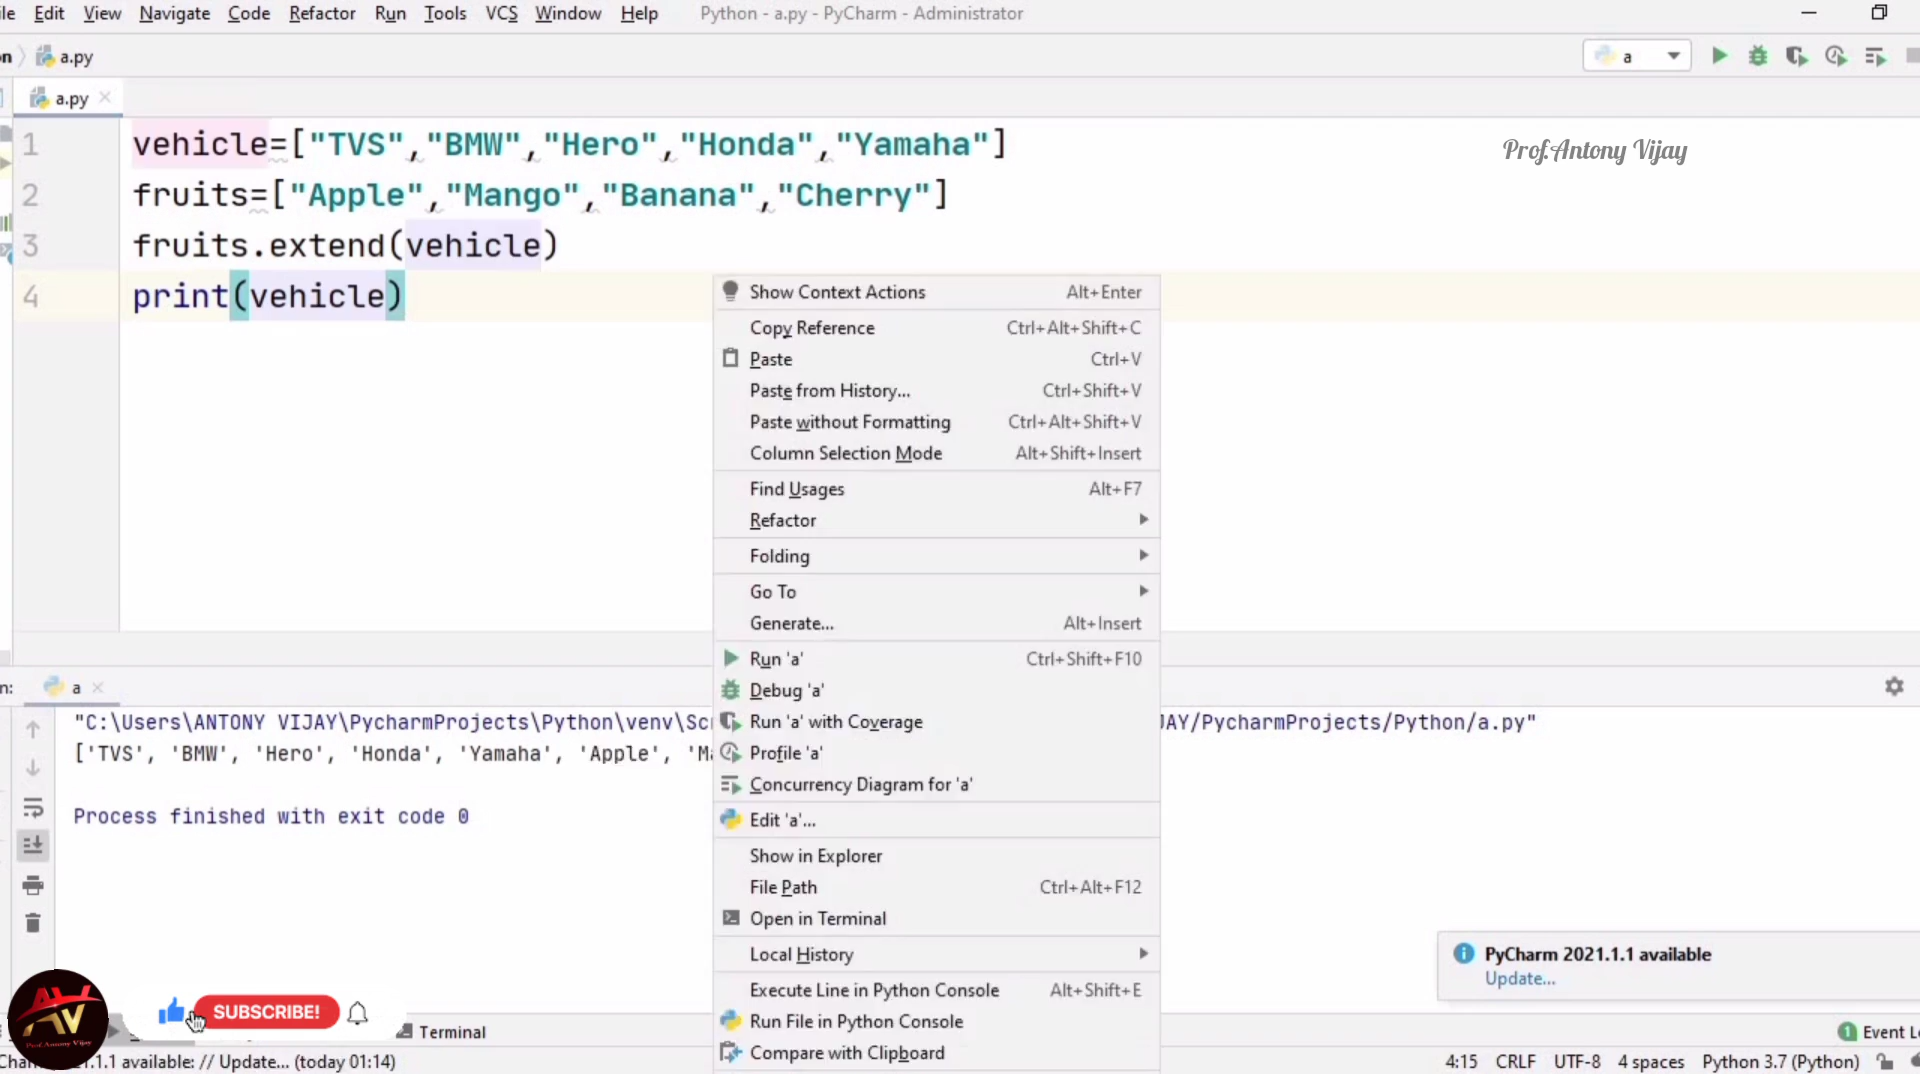 Edit View Navigate Code Refactor Run Tools VCS Window Help Python - a.py - PyCharm - Administrator
a.py
a
a.py
Prof.Antony Vijay
1 vehicle=["TVS","BMW","Hero","Honda","Yamaha"]
2 fruits=["Apple","Mango","Banana","Cherry"]
3 fruits.extend(vehicle)
4 print(vehicle)
Show Context Actions Alt+Enter
Copy Reference Ctrl+Alt+Shift+C
Paste Ctrl+V
Paste from History... Ctrl+Shift+V
Paste without Formatting Ctrl+Alt+Shift+V
Column Selection Mode Alt+Shift+Insert
Find Usages Alt+F7
Refactor
Folding
Go To
Generate... Alt+Insert
Run 'a' Ctrl+Shift+F10
Debug 'a'
Run 'a' with Coverage
Profile 'a'
Concurrency Diagram for 'a'
Edit 'a'...
Show in Explorer
File Path Ctrl+Alt+F12
Open in Terminal
Local History
Execute Line in Python Console Alt+Shift+E
Run File in Python Console
Compare with Clipboard
a
"C:\Users\ANTONY VIJAY\PycharmProjects\Python\venv\Sc JAY/PycharmProjects/Python/a.py"
['TVS', 'BMW', 'Hero', 'Honda', 'Yamaha', 'Apple', 'M
Process finished with exit code 0
PyCharm 2021.1.1 available
Update...
AV
Prof.Antony Vijay
SUBSCRIBE!
Terminal
1 Event Lo
1.1 available: // Update... (today 01:14)
4:15 CRLF UTF-8 4 spaces Python 3.7 (Python)